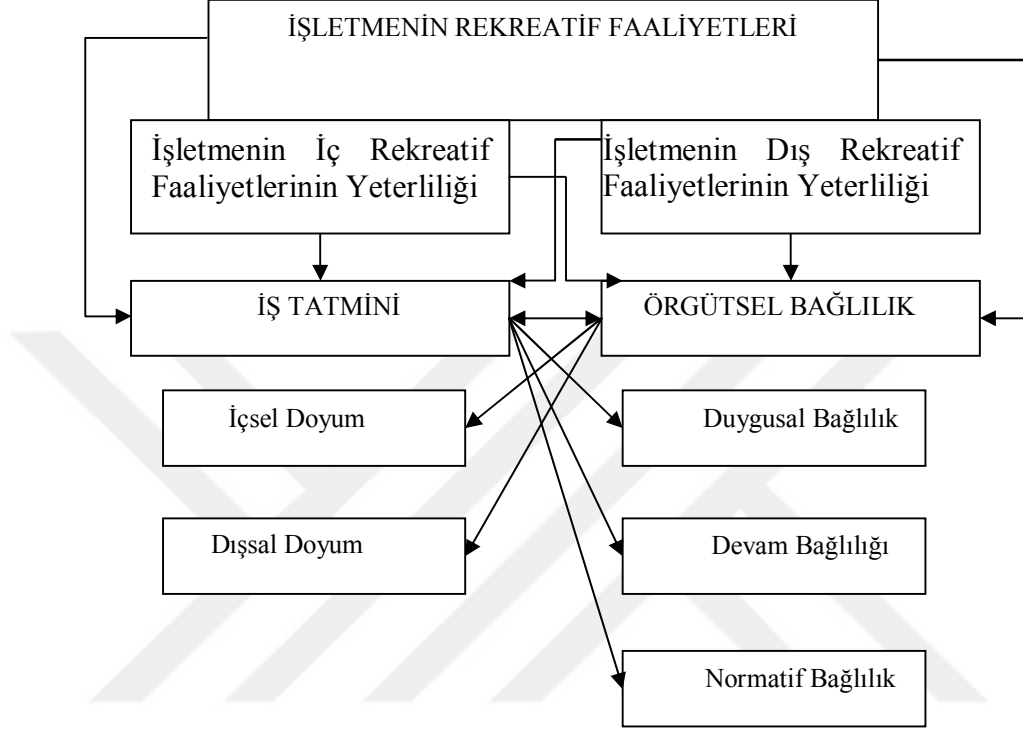 İŞLETMENİN REKREATİF FAALİYETLERİ
İşletmenin İç Rekreatif
Faaliyetlerinin Yeterliliği
İşletmenin Dış Rekreatif
Faaliyetlerinin Yeterliliği
İŞ TATMİNİ
ÖRGÜTSEL BAĞLILIK
İçsel Doyum
Duygusal Bağlılık
Dışsal Doyum
Devam Bağlılığı
Normatif Bağlılık